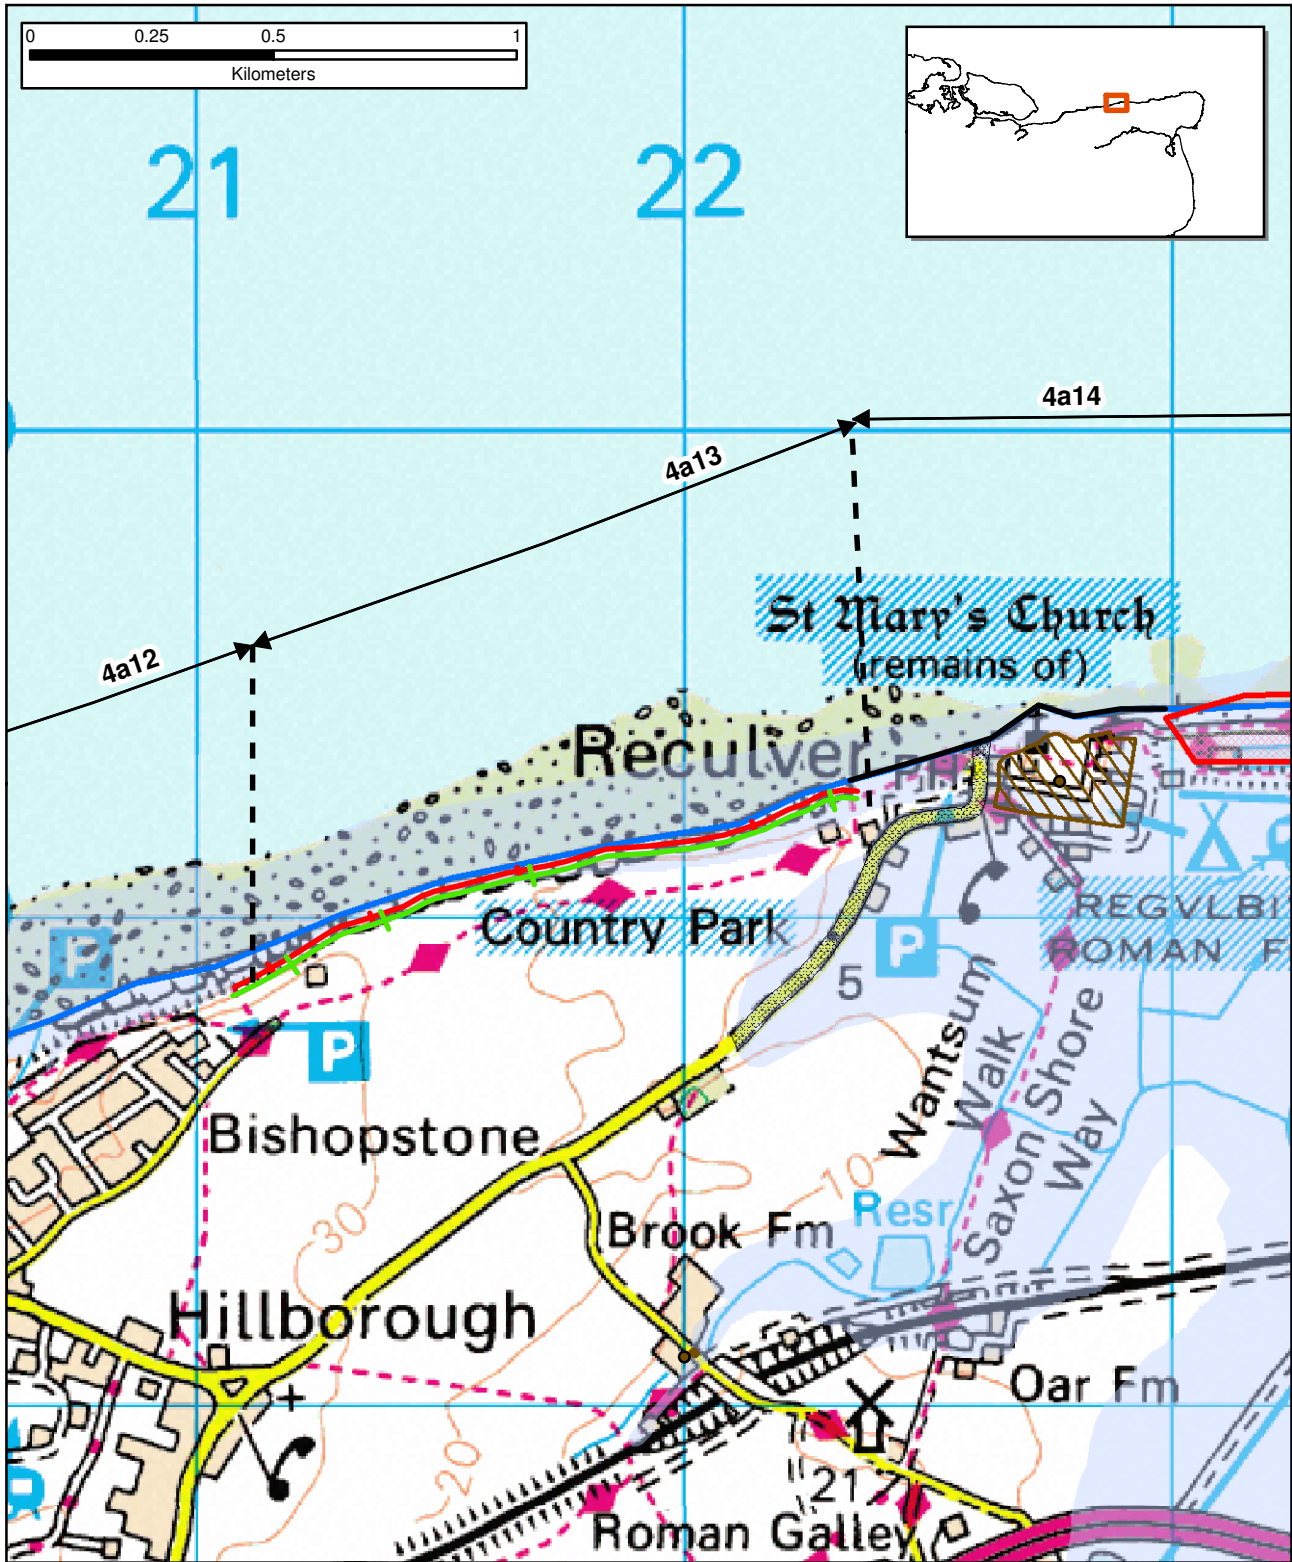 0 0.25 0.5 1
Kilometers
21
22
4a14
4a13
4a12
St Mary's Church
(remains of)
Reculver
PH
Country Park
P
P
REGVLBI
ROMAN F
5
P
Wantsum
Walk
Saxon Shore
Way
Bishopstone
10
30
Resr
Brook Fm
Hillborough
Oar Fm
20
21
Roman Galley